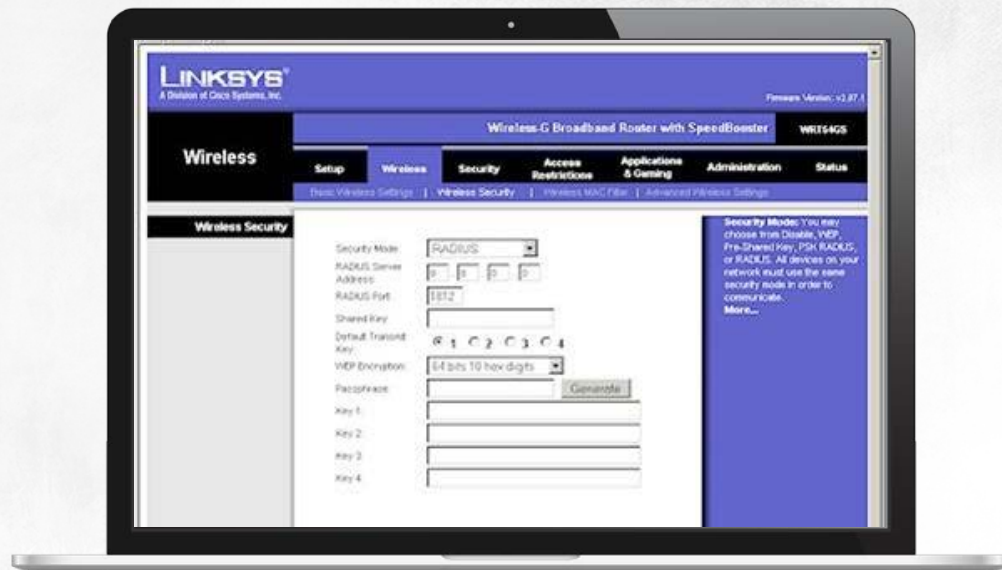 LINKSYS®
A Division of Cisco Systems, Inc.
Firmware Version: v2.07.1
Wireless-G Broadband Router with SpeedBooster WRT54GS
Wireless
Setup Wireless Security Access Restrictions Applications & Gaming Administration Status
Basic Wireless Settings | Wireless Security | Wireless MAC Filter | Advanced Wireless Settings
Wireless Security
Security Mode: RADIUS
RADIUS Server Address: 0 . 0 . 0 . 0
RADIUS Port: 1812
Shared Key:
Default Transmit Key: 1 2 3 4
WEP Encryption: 64 bits 10 hex digits
Passphrase: Generate
Key 1:
Key 2:
Key 3:
Key 4:
Security Mode: You may
choose from Disable, WEP,
Pre-Shared Key, PSK RADIUS,
or RADIUS. All devices on your
network must use the same
security mode in order to
communicate.
More...